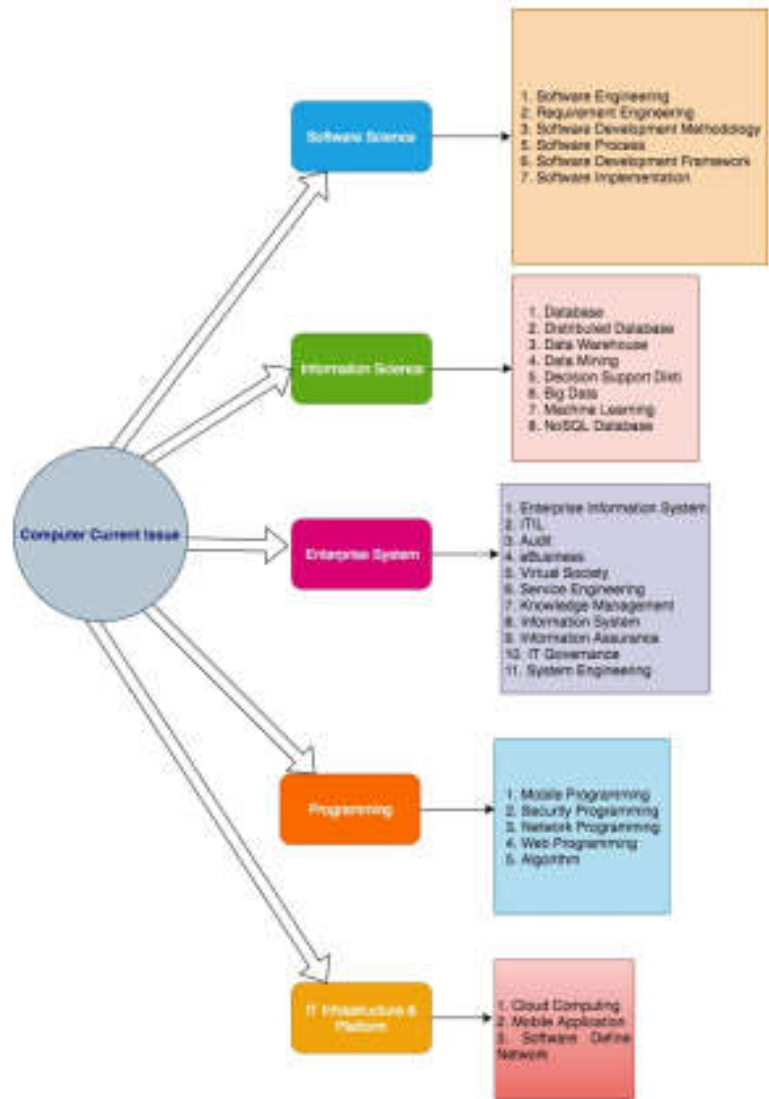 Computer Current Issue
Software Science
1. Software Engineering
2. Requirement Engineering
3. Software Development Methodology
5. Software Process
6. Software Development Framework
7. Software Implementation
Information Science
1. Database
2. Distributed Database
3. Data Warehouse
4. Data Mining
5. Decision Support
6. Big Data
7. Machine Learning
8. NoSQL Database
Enterprise System
1. Enterprise Information System
2. ITIL
3. Audit
4. eBusiness
5. Virtual Society
6. Service Engineering
7. Knowledge Management
8. Information System
9. Information Assurance
10. IT Governance
11. System Engineering
Programming
1. Mobile Programming
2. Security Programming
3. Network Programming
4. Web Programming
5. Algorithm
IT Infrastructure &
Platform
1. Cloud Computing
2. Mobile Application
3. Software Define
Network